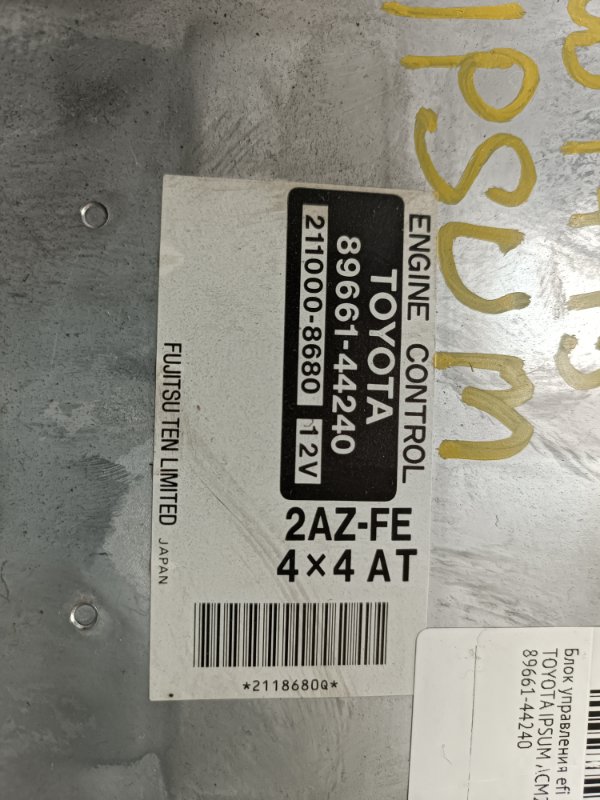 IPSUM
ENGINE CONTROL
TOYOTA
89661-44240
211000-8680 12V
2AZ-FE
4×4 AT
FUJITSU TEN LIMITED
JAPAN
*2118680Q*
Блок управления efi
TOYOTA IPSUM
89661-44240